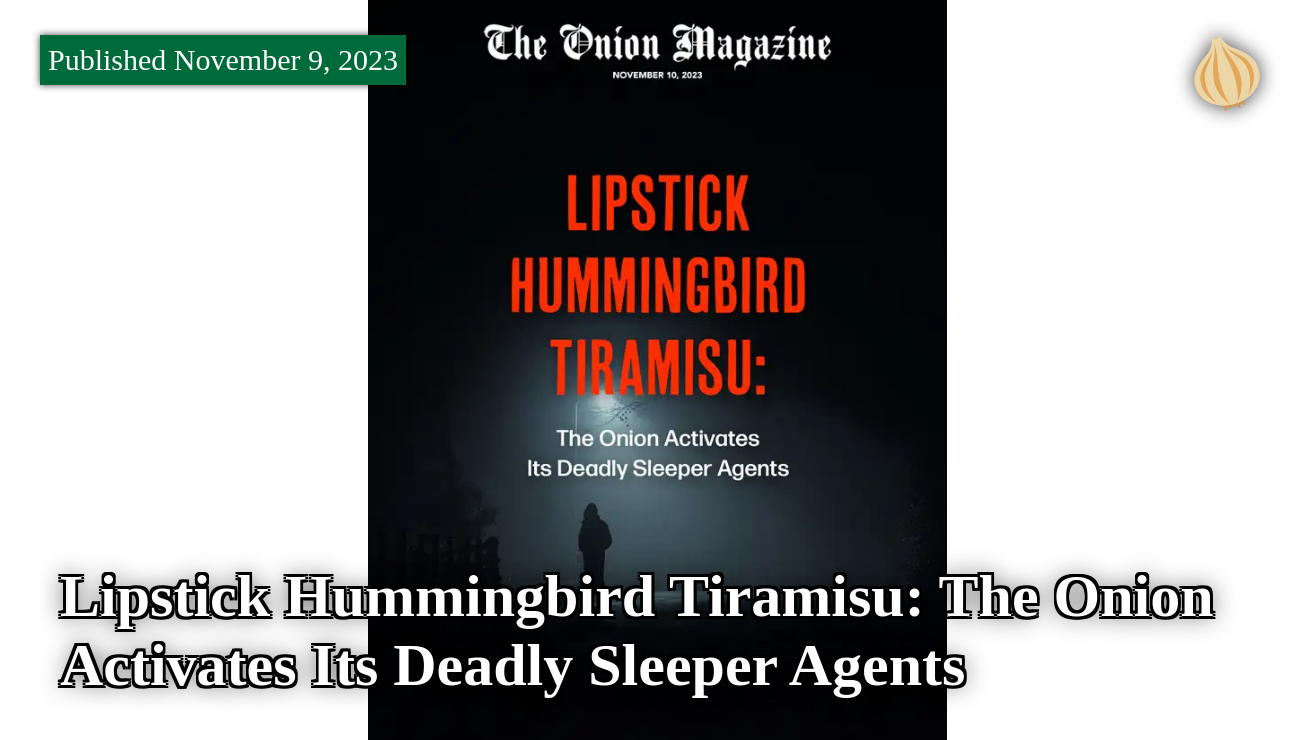 Published November 9, 2023
The Onion Magazine
NOVEMBER 10, 2023
LIPSTICK
HUMMINGBIRD
TIRAMISU:
The Onion Activates
Its Deadly Sleeper Agents
Lipstick Hummingbird Tiramisu: The Onion
Activates Its Deadly Sleeper Agents